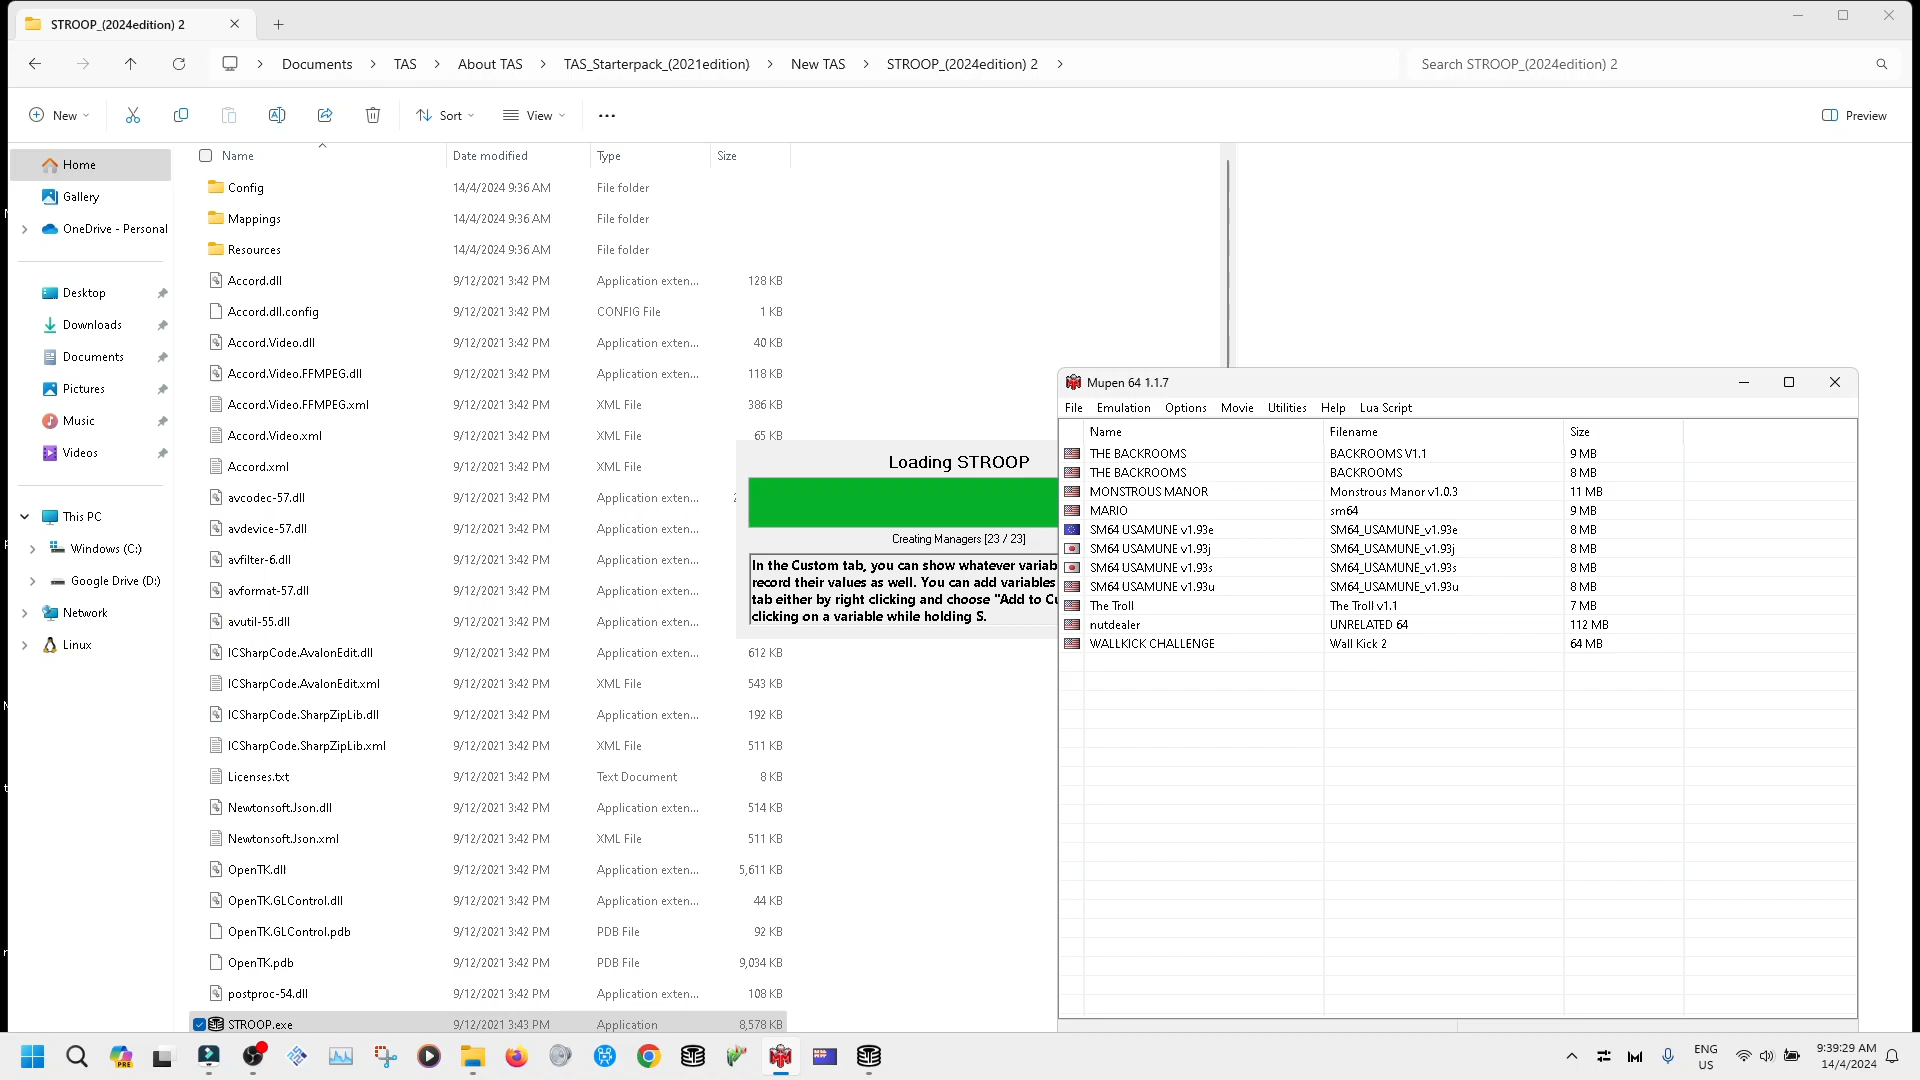 STROOP_(2024edition) 2
Documents
TAS
About TAS
TAS_Starterpack_(2021edition)
New TAS
STROOP_(2024edition) 2
Search STROOP_(2024edition) 2
New
Sort
View
Preview
Home
Gallery
OneDrive - Personal
Desktop
Downloads
Documents
Pictures
Music
Videos
This PC
Windows (C:)
Google Drive (D:)
Network
Linux
Name Date modified Type Size
Config 14/4/2024 9:36 AM File folder
Mappings 14/4/2024 9:36 AM File folder
Resources 14/4/2024 9:36 AM File folder
Accord.dll 9/12/2021 3:42 PM Application exten... 128 KB
Accord.dll.config 9/12/2021 3:42 PM CONFIG File 1 KB
Accord.Video.dll 9/12/2021 3:42 PM Application exten... 40 KB
Accord.Video.FFMPEG.dll 9/12/2021 3:42 PM Application exten... 118 KB
Accord.Video.FFMPEG.xml 9/12/2021 3:42 PM XML File 386 KB
Accord.Video.xml 9/12/2021 3:42 PM XML File 65 KB
Accord.xml 9/12/2021 3:42 PM XML File
avcodec-57.dll 9/12/2021 3:42 PM Application exten...
avdevice-57.dll 9/12/2021 3:42 PM Application exten...
avfilter-6.dll 9/12/2021 3:42 PM Application exten...
avformat-57.dll 9/12/2021 3:42 PM Application exten...
avutil-55.dll 9/12/2021 3:42 PM Application exten...
ICSharpCode.AvalonEdit.dll 9/12/2021 3:42 PM Application exten... 612 KB
ICSharpCode.AvalonEdit.xml 9/12/2021 3:42 PM XML File 543 KB
ICSharpCode.SharpZipLib.dll 9/12/2021 3:42 PM Application exten... 192 KB
ICSharpCode.SharpZipLib.xml 9/12/2021 3:42 PM XML File 511 KB
Licenses.txt 9/12/2021 3:42 PM Text Document 8 KB
Newtonsoft.Json.dll 9/12/2021 3:42 PM Application exten... 514 KB
Newtonsoft.Json.xml 9/12/2021 3:42 PM XML File 511 KB
OpenTK.dll 9/12/2021 3:42 PM Application exten... 5,611 KB
OpenTK.GLControl.dll 9/12/2021 3:42 PM Application exten... 44 KB
OpenTK.GLControl.pdb 9/12/2021 3:42 PM PDB File 92 KB
OpenTK.pdb 9/12/2021 3:42 PM PDB File 9,034 KB
postproc-54.dll 9/12/2021 3:42 PM Application exten... 108 KB
STROOP.exe 9/12/2021 3:43 PM Application 8,578 KB
Loading STROOP
Creating Managers [23 / 23]
In the Custom tab, you can show whatever variab
record their values as well. You can add variables
tab either by right clicking and choose "Add to Cu
clicking on a variable while holding S.
Mupen 64 1.1.7
File Emulation Options Movie Utilities Help Lua Script
Name Filename Size
THE BACKROOMS BACKROOMS V1.1 9 MB
THE BACKROOMS BACKROOMS 8 MB
MONSTROUS MANOR Monstrous Manor v1.0.3 11 MB
MARIO sm64 9 MB
SM64 USAMUNE v1.93e SM64_USAMUNE_v1.93e 8 MB
SM64 USAMUNE v1.93j SM64_USAMUNE_v1.93j 8 MB
SM64 USAMUNE v1.93s SM64_USAMUNE_v1.93s 8 MB
SM64 USAMUNE v1.93u SM64_USAMUNE_v1.93u 8 MB
The Troll The Troll v1.1 7 MB
nutdealer UNRELATED 64 112 MB
WALLKICK CHALLENGE Wall Kick 2 64 MB
PRE
ENG
US
9:39:29 AM
14/4/2024